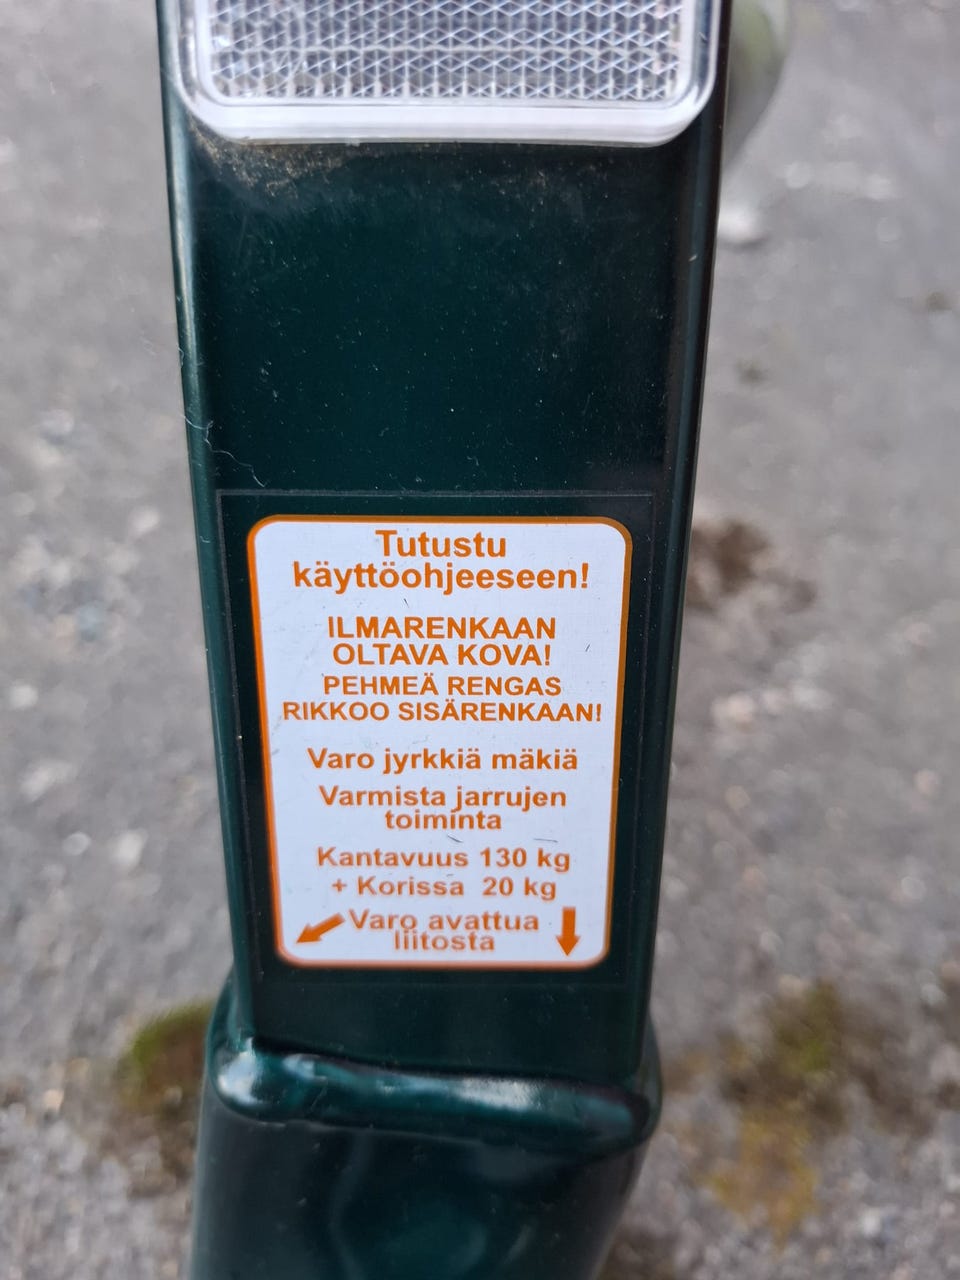 Tutustu
käyttöohjeeseen!
ILMARENKAAN
OLTAVA KOVA!
PEHMEÄ RENGAS
RIKKOO SISÄRENKAAN!
Varo jyrkkiä mäkiä
Varmista jarrujen
toiminta
Kantavuus 130 kg
+ Korissa 20 kg
Varo avattua
liitosta